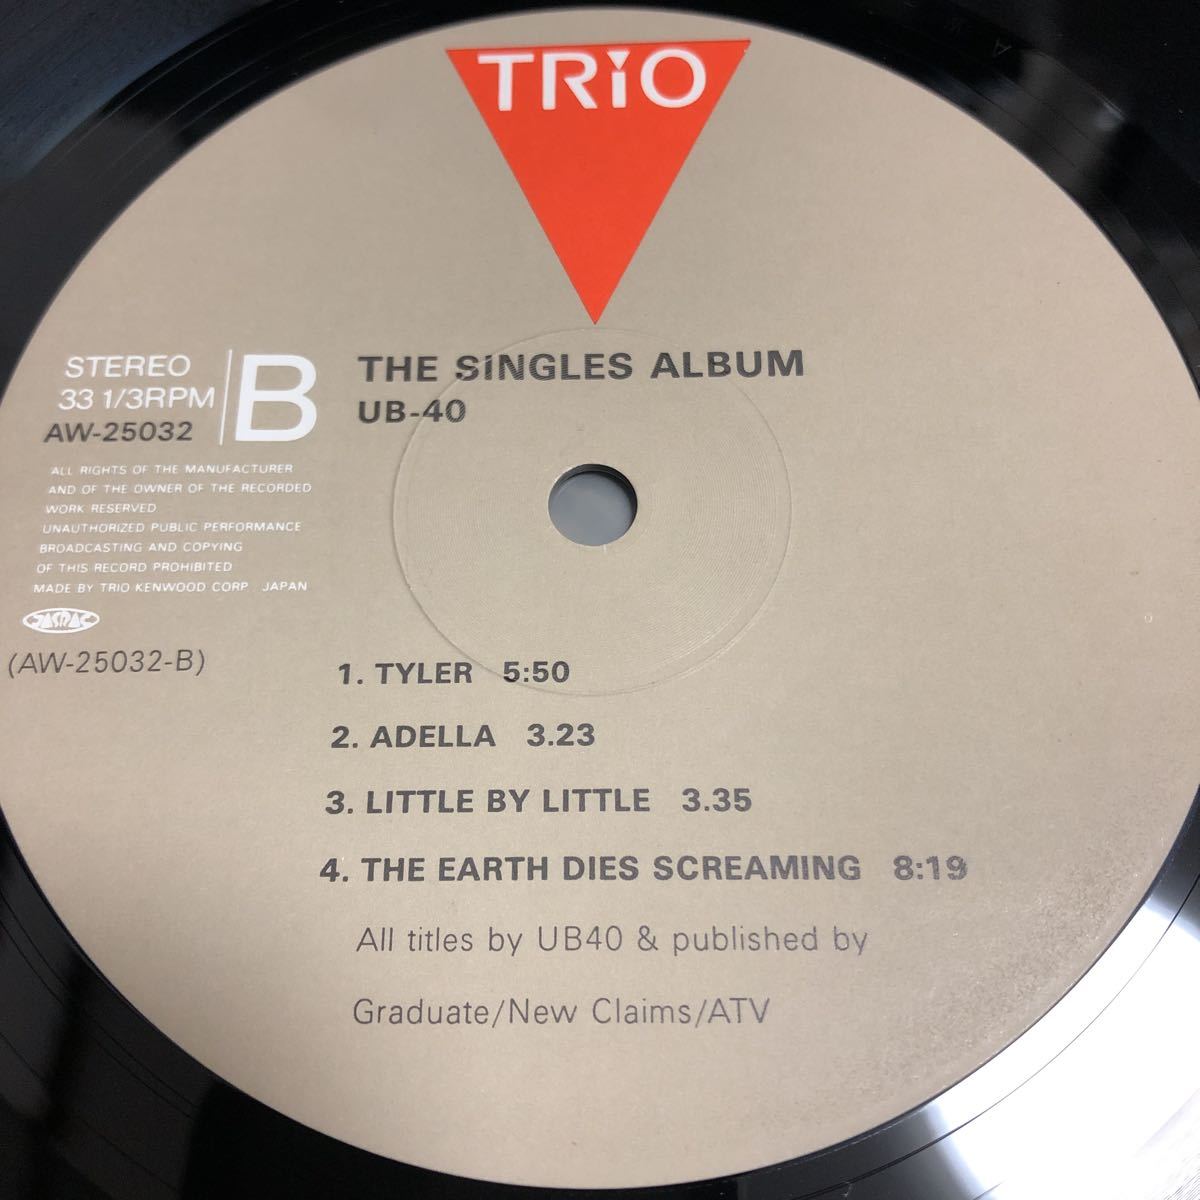 TRiO
STEREO
33 1/3RPM
AW-25032
B
THE SINGLES ALBUM
UB-40
ALL RIGHTS OF THE MANUFACTURER
AND OF THE OWNER OF THE RECORDED
WORK RESERVED
UNAUTHORIZED PUBLIC PERFORMANCE
BROADCASTING AND COPYING
OF THIS RECORD PROHIBITED
MADE BY TRIO KENWOOD CORP. JAPAN
JASRAC
(AW-25032-B)
1. TYLER 5:50
2. ADELLA 3.23
3. LITTLE BY LITTLE 3.35
4. THE EARTH DIES SCREAMING 8:19
All titles by UB40 & published by
Graduate/New Claims/ATV